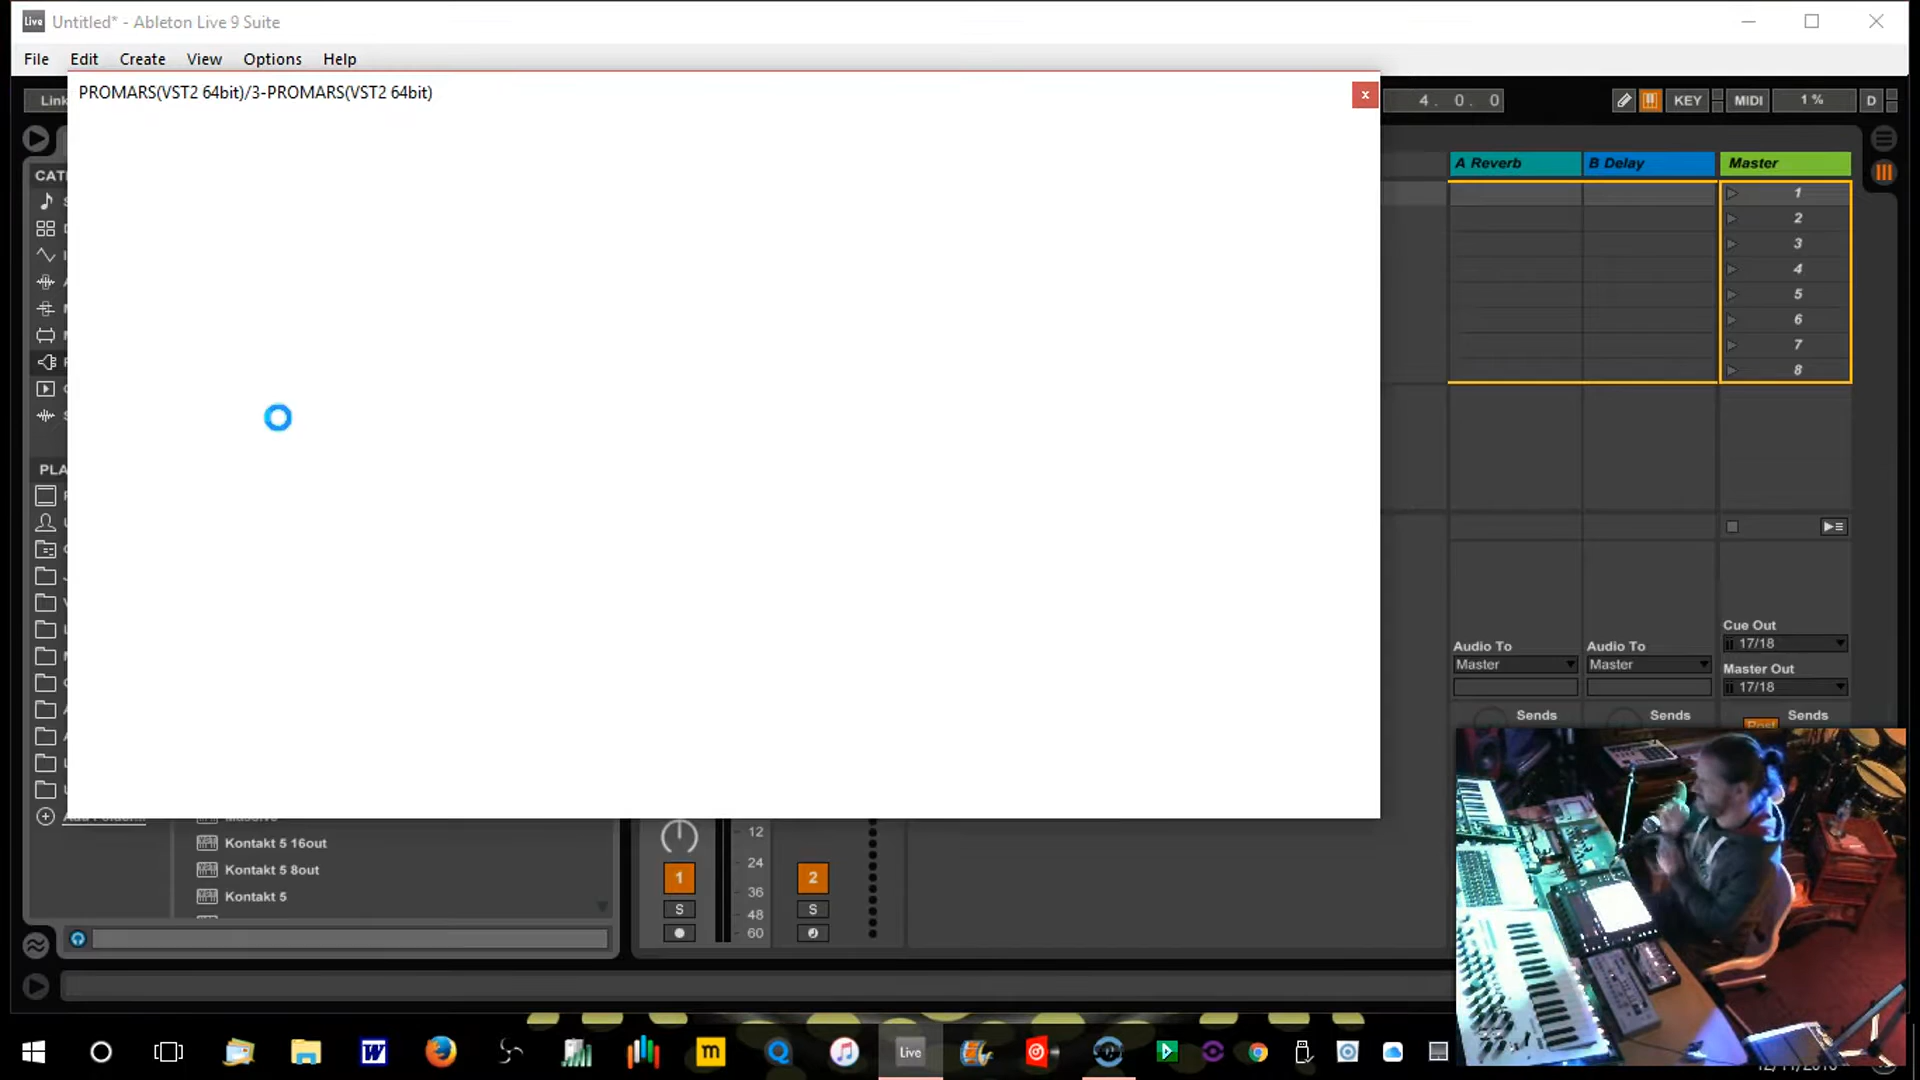 Live Untitled* - Ableton Live 9 Suite
File Edit Create View Options Help
PROMARS(VST2 64bit)/3-PROMARS(VST2 64bit)
x
Link
4. 0. 0
KEY
MIDI
1 %
D
A Reverb
B Delay
Master
1
2
3
4
5
6
7
8
Audio To
Master
Audio To
Master
Cue Out
17/18
Master Out
17/18
Sends
Sends
Sends
Post
Kontakt 5 16out
Kontakt 5 8out
Kontakt 5
12
24
36
48
60
1
2
S
S
Live